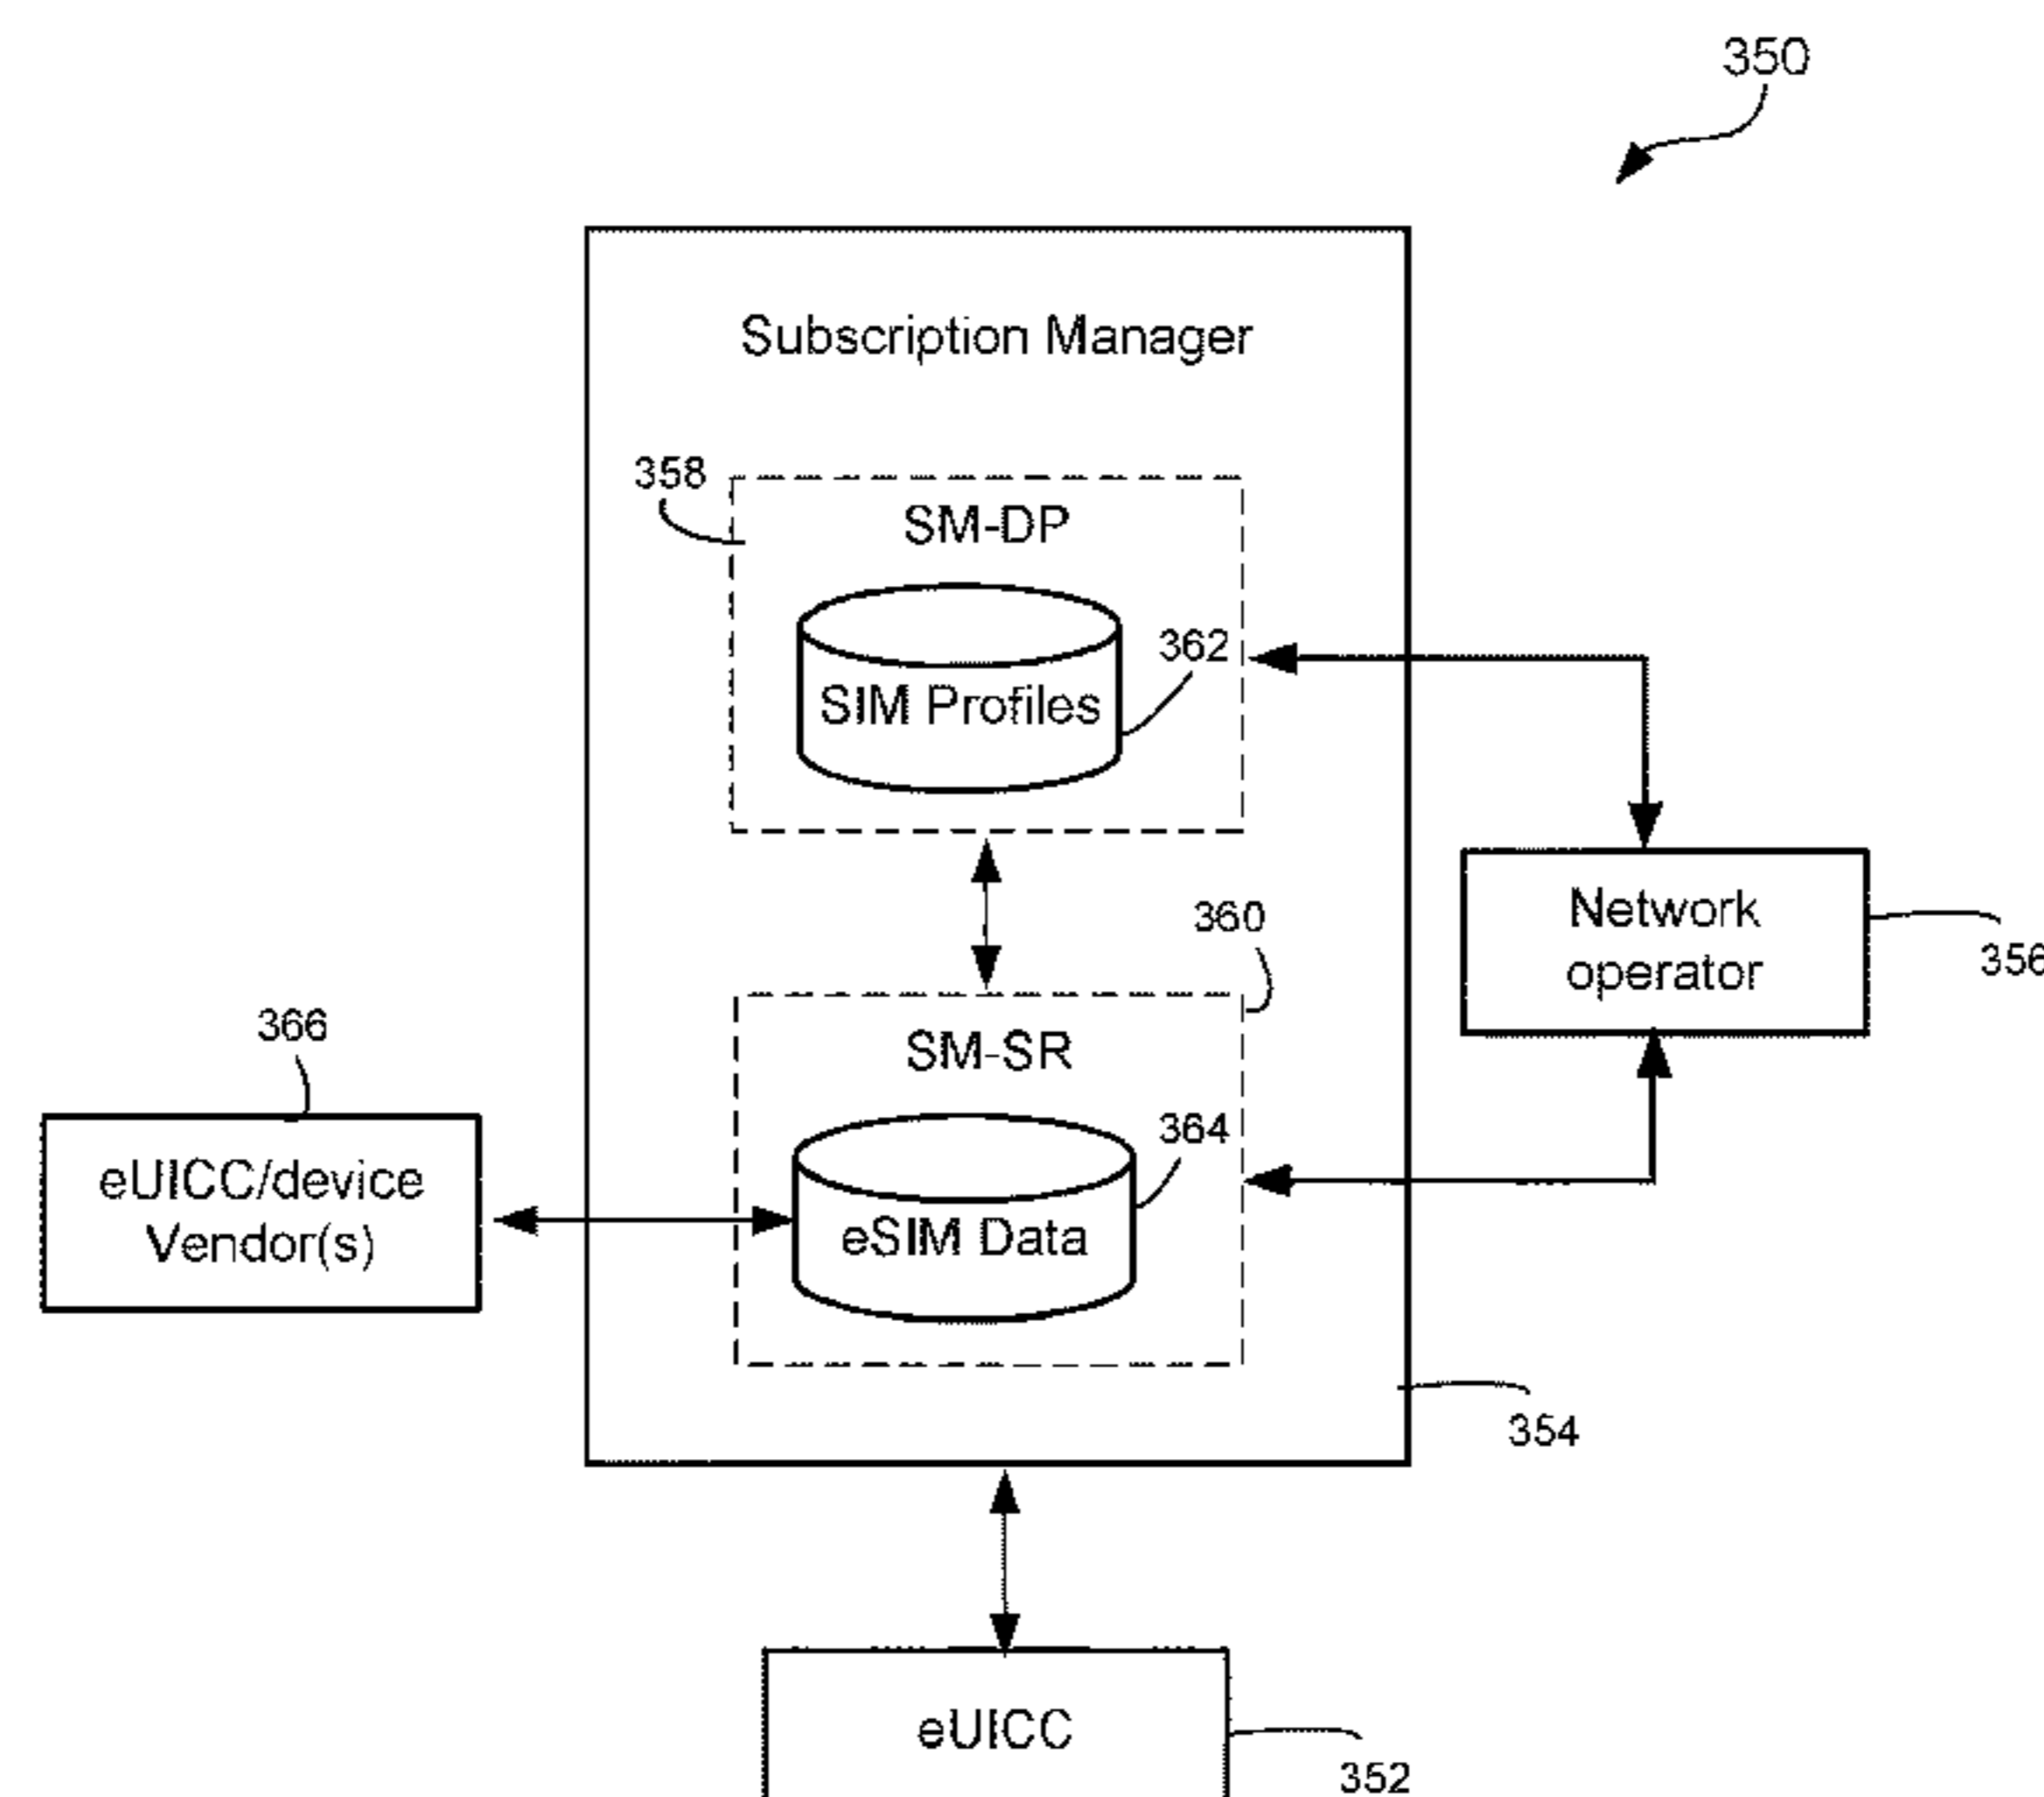 350
Subscription Manager
358
SM-DP
362
SIM Profiles
Network
operator
356
360
SM-SR
366
364
eUICC/device
Vendor(s)
eSIM Data
354
eUICC
352